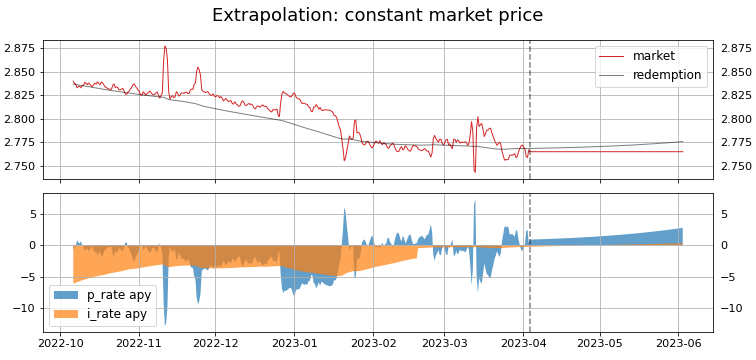 Extrapolation: constant market price
2.875 2.875
2.850 2.850
2.825 2.825
2.800 2.800
2.775 2.775
2.750 2.750
market
redemption
5 5
0 0
−5 −5
−10 −10
p_rate apy
i_rate apy
2022-10 2022-11 2022-12 2023-01 2023-02 2023-03 2023-04 2023-05 2023-06